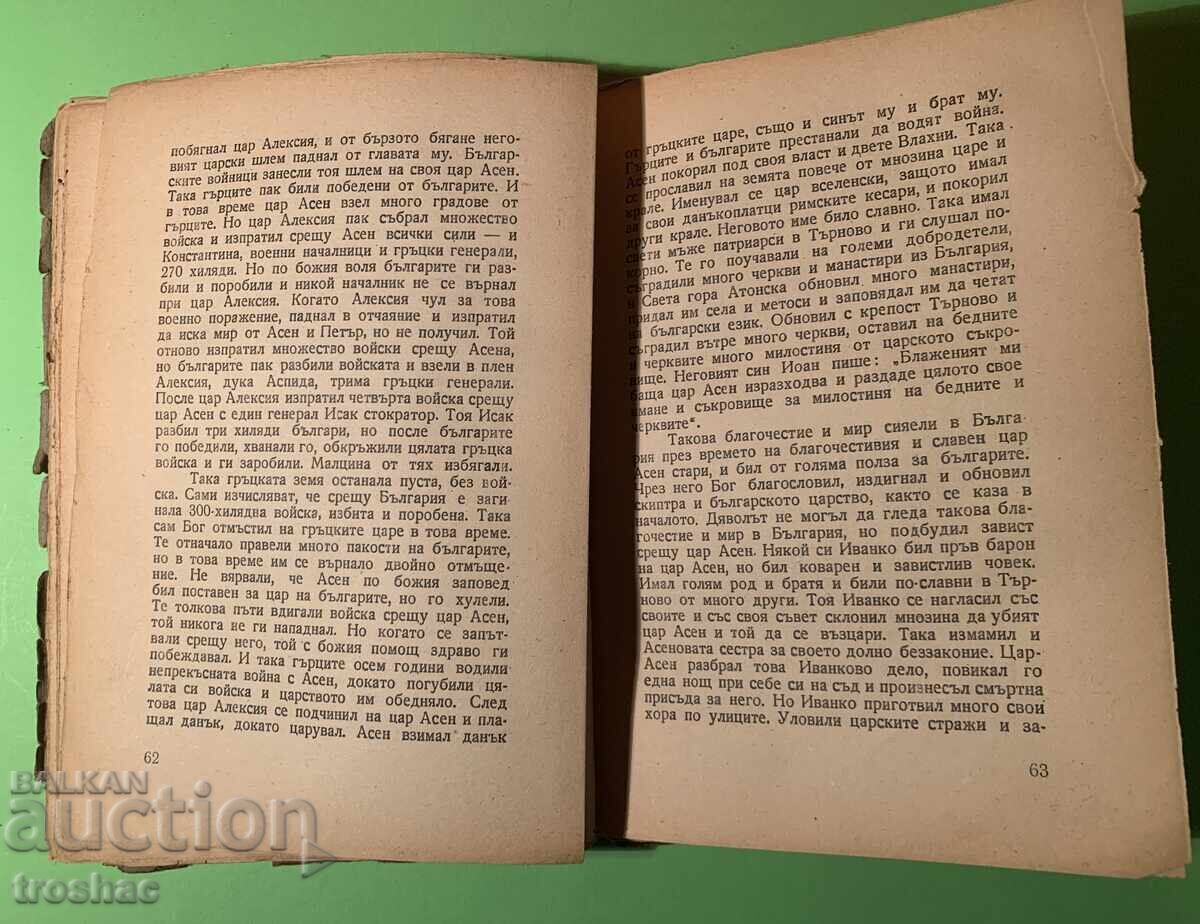 побягнал цар Алексия, и от бързото бягане него-
вият царски шлем паднал от главата му. Българ-
ските войници занесли тоя шлем на своя цар Асен.
Така гърците пак били победени от българите. И
в това време цар Асен взел много градове от
гърците. Но цар Алексия пак събрал множество
войска и изпратил срещу Асен всички сили — и
Константина, военни началници и гръцки генерали,
270 хиляди. Но по божия воля българите ги раз-
били и поробили и никой началник не се върнал
при цар Алексия. Когато Алексия чул за това
военно поражение, паднал в отчаяние и изпратил
да иска мир от Асен и Петър, но не получил. Той
отново изпратил множество войски срещу Асена,
но българите пак разбили войската и взели в плен
Алексия, дука Аспида, трима гръцки генерали.
После цар Алексия изпратил четвърта войска срещу
цар Асен с един генерал Исак стократор. Тоя Исак
разбил три хиляди българи, но после българите
го победили, хванали го, обкръжили цялата гръцка
войска и ги заробили. Малцина от тях избягали.
Така гръцката земя останала пуста, без вой-
ска. Сами изчисляват, че срещу България е заги-
нала 300-хилядна войска, избита и поробена. Така
сам Бог отмъстил на гръцките царе в това време.
Те отначало правели много пакости на българите,
но в това време им се върнало двойно отмъще-
ние. Не вярвали, че Асен по божия заповед
бил поставен за цар на българите, но го хулели.
Те толкова пъти вдигали войска срещу цар Асен,
той никога не ги нападнал. Но когато се запът-
вали срещу него, той с божия помощ здраво ги
побеждавал. И така гърците осем години водили
непрекъсната война с Асен, докато погубили ця-
лата си войска и царството им обедняло. След
това цар Алексия се подчинил на цар Асен и пла-
щал данък, докато царувал. Асен взимал данък
62
от гръцките царе, също и синът му и брат му.
Гърците и българите престанали да водят война.
Асен покорил под своя власт и двете Влахии. Така
се прославил на земята повече от мнозина царе и
крале. Именувал се цар вселенски, защото имал
за свои данъкоплатци римските кесари, и покорил
други крале. Неговото име било славно. Така имал
свети мъже патриарси в Търново и ги слушал по-
корно. Те го поучавали на големи добродетели,
съградили много черкви и манастири из България,
и Света гора Атонска обновил много манастири,
придал им села и метоси и заповядал им да четат
на български език. Обновил с крепост Търново и
съградил вътре много черкви, оставил на бедните
и черквите много милостиня от царското съкро-
вище. Неговият син Иоан пише: „Блаженият ми
баща цар Асен изразходва и раздаде цялото свое
имане и съкровище за милостиня на бедните и
черквите“.
Такова благочестие и мир сияели в Бълга
рия през времето на благочестивия и славен цар
Асен стари, и бил от голяма полза за българите.
Чрез него Бог благословил, издигнал и обновил
скиптра и българското царство, както се каза в
началото. Дяволът не могъл да гледа такова бла-
гочестие и мир в България, но подбудил завист
срещу цар Асен. Някой си Иванко бил пръв барон
на цар Асен, но бил коварен и завистлив човек.
Имал голям род и братя и били по-славни в Тър-
ново от много други. Тоя Иванко се нагласил със
своите и със своя съвет склонил мнозина да убият
цар Асен и той да се възцари. Така измамил и
Асеновата сестра за своето долно беззаконие. Цар-
Асен разбрал това Иванково дело, повикал го
една нощ при себе си на съд и произнесъл смъртна
присъда за него. Но Иванко приготвил много свои
хора по улиците. Уловили царските стражи и за-
63
BALKAN
auction
troshac